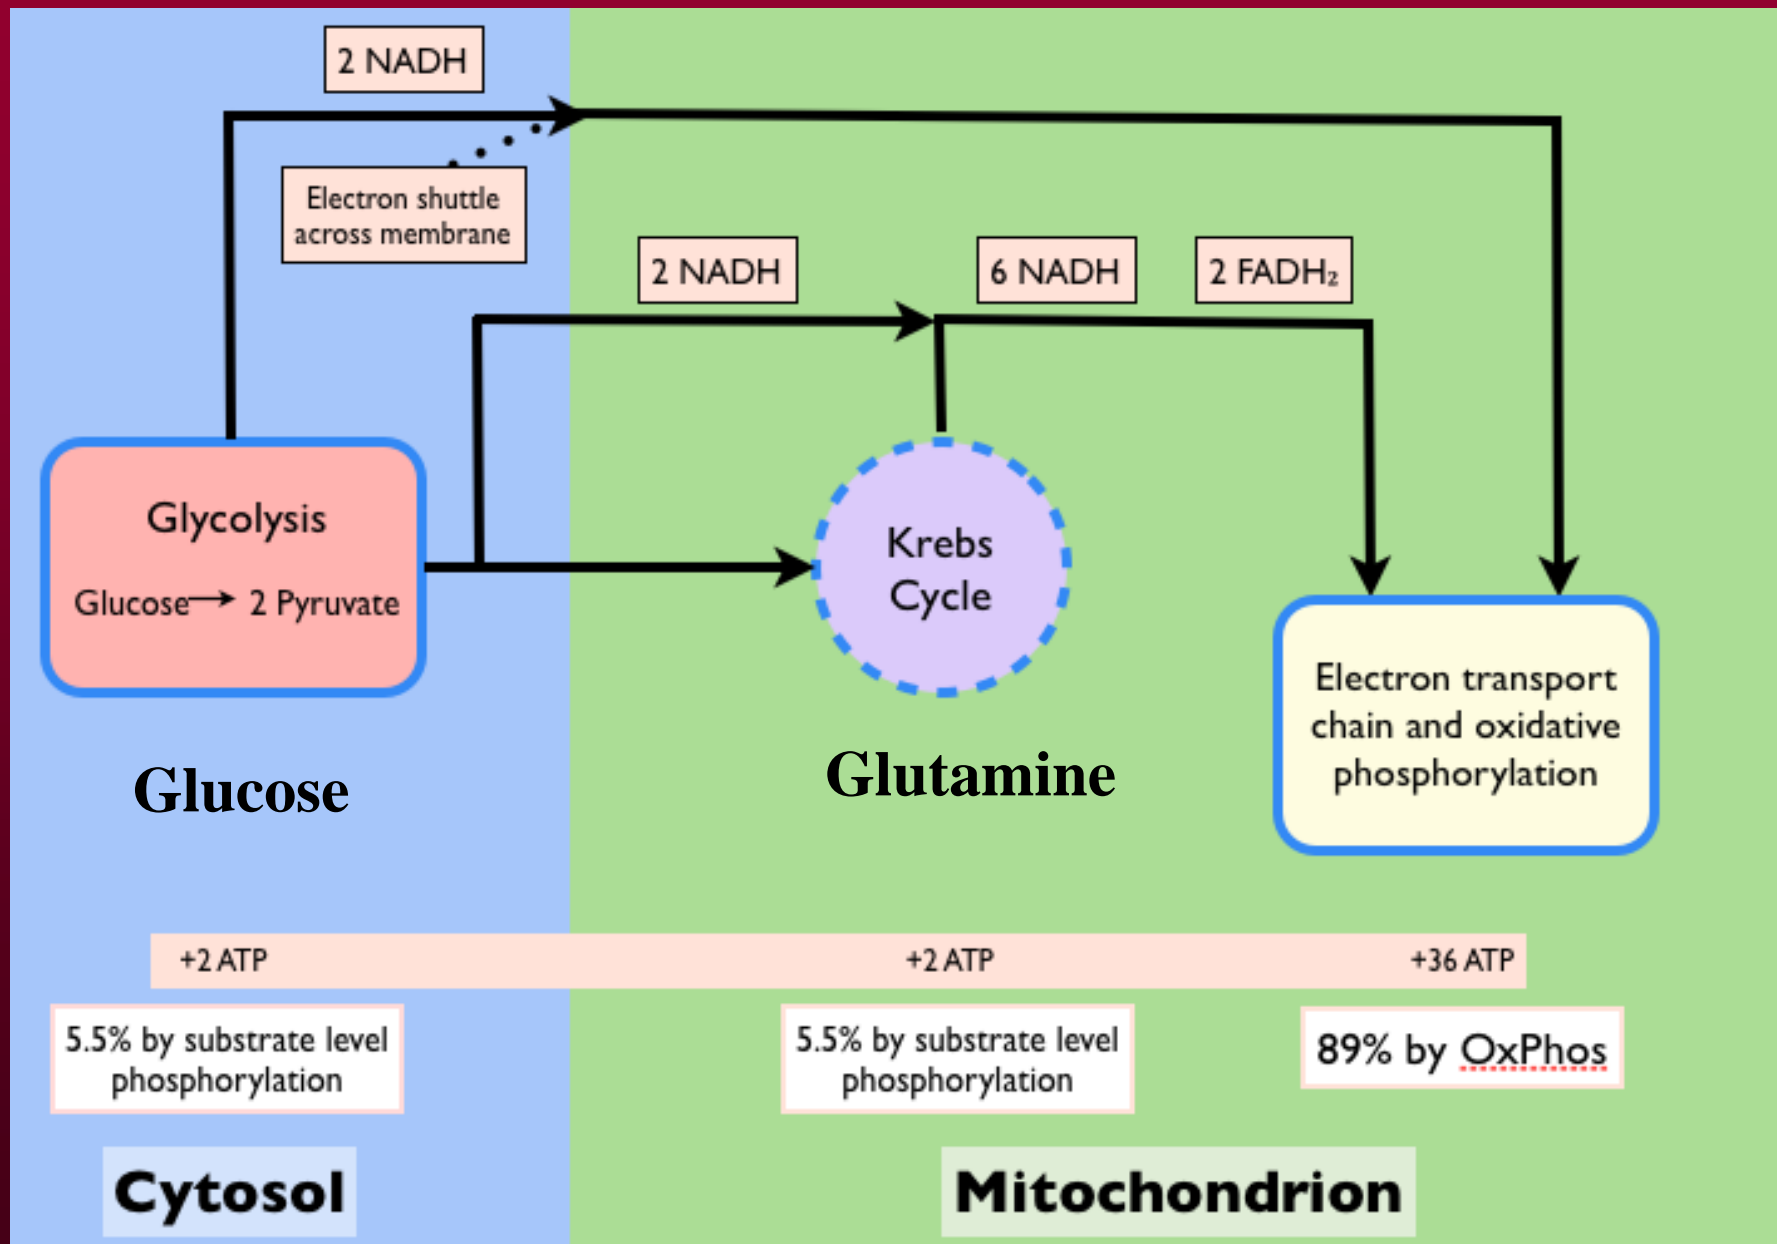 2 NADH
Electron shuttle
across membrane
2 NADH
6 NADH
2 FADH₂
Glycolysis
Glucose → 2 Pyruvate
Krebs
Cycle
Electron transport
chain and oxidative
phosphorylation
Glucose
Glutamine
+2 ATP
+2 ATP
+36 ATP
5.5% by substrate level
phosphorylation
5.5% by substrate level
phosphorylation
89% by OxPhos
Cytosol
Mitochondrion